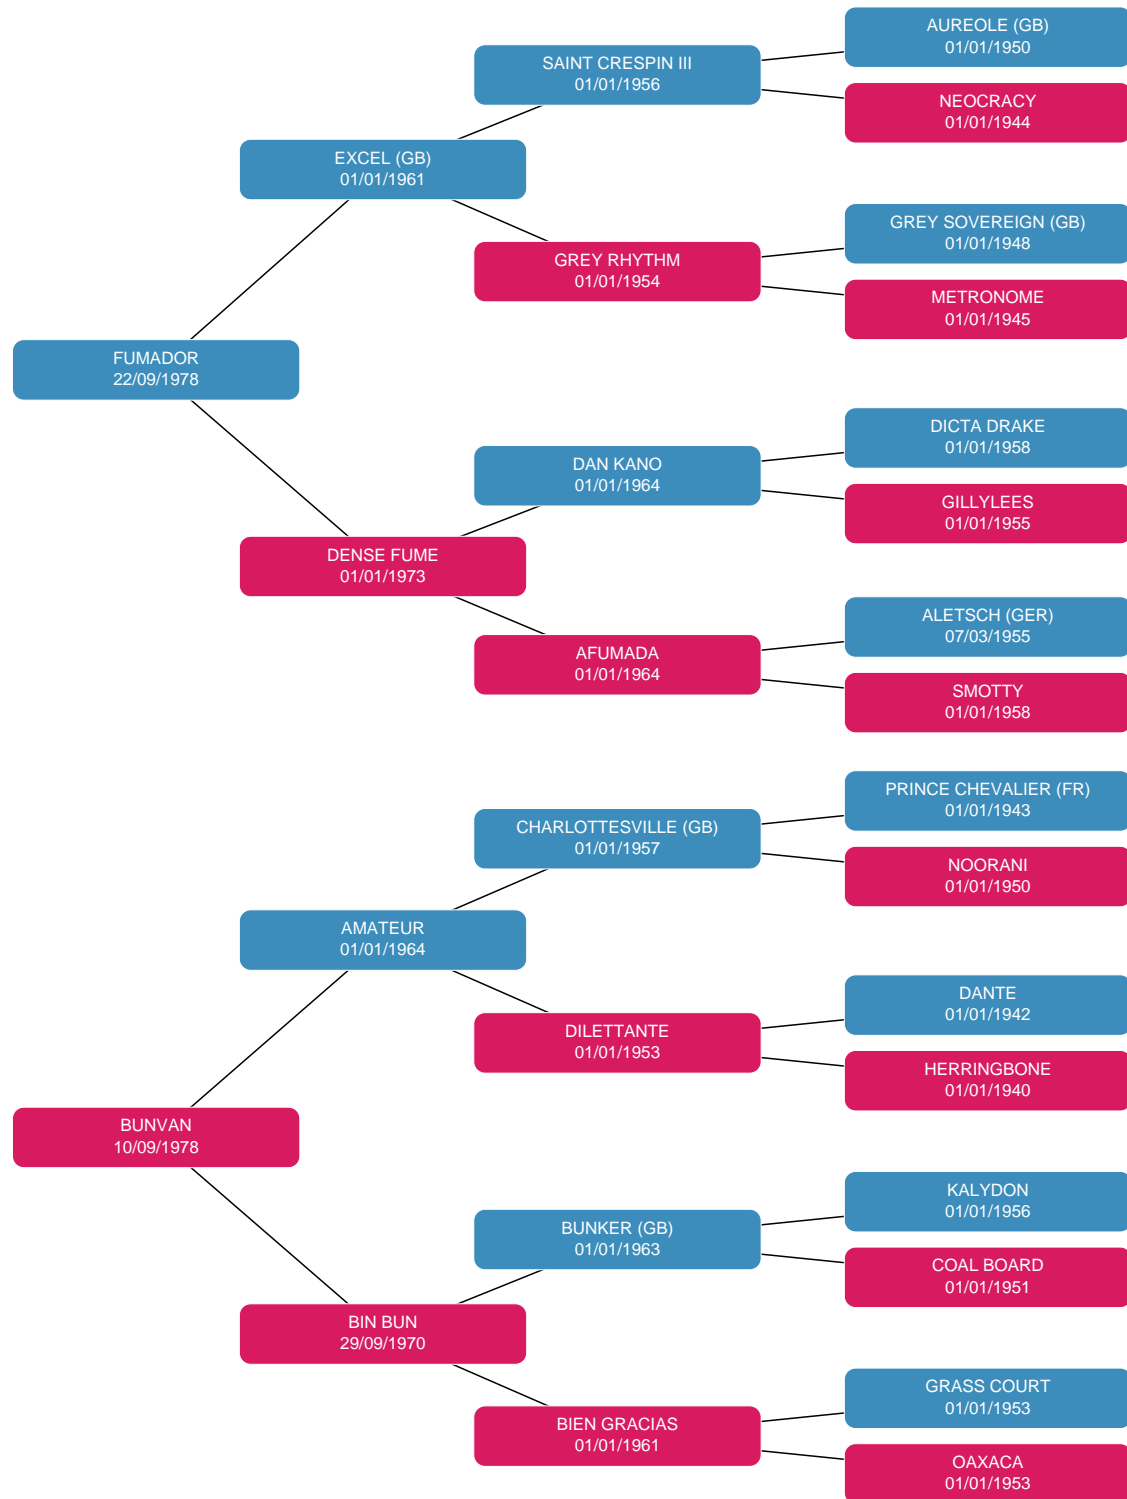 AUREOLE (GB)
01/01/1950
SAINT CRESPIN III
01/01/1956
NEOCRACY
01/01/1944
EXCEL (GB)
01/01/1961
GREY SOVEREIGN (GB)
01/01/1948
GREY RHYTHM
01/01/1954
METRONOME
01/01/1945
FUMADOR
22/09/1978
DICTA DRAKE
01/01/1958
DAN KANO
01/01/1964
GILLYLEES
01/01/1955
DENSE FUME
01/01/1973
ALETSCH (GER)
07/03/1955
AFUMADA
01/01/1964
SMOTTY
01/01/1958
PRINCE CHEVALIER (FR)
01/01/1943
CHARLOTTESVILLE (GB)
01/01/1957
NOORANI
01/01/1950
AMATEUR
01/01/1964
DANTE
01/01/1942
DILETTANTE
01/01/1953
HERRINGBONE
01/01/1940
BUNVAN
10/09/1978
KALYDON
01/01/1956
BUNKER (GB)
01/01/1963
COAL BOARD
01/01/1951
BIN BUN
29/09/1970
GRASS COURT
01/01/1953
BIEN GRACIAS
01/01/1961
OAXACA
01/01/1953